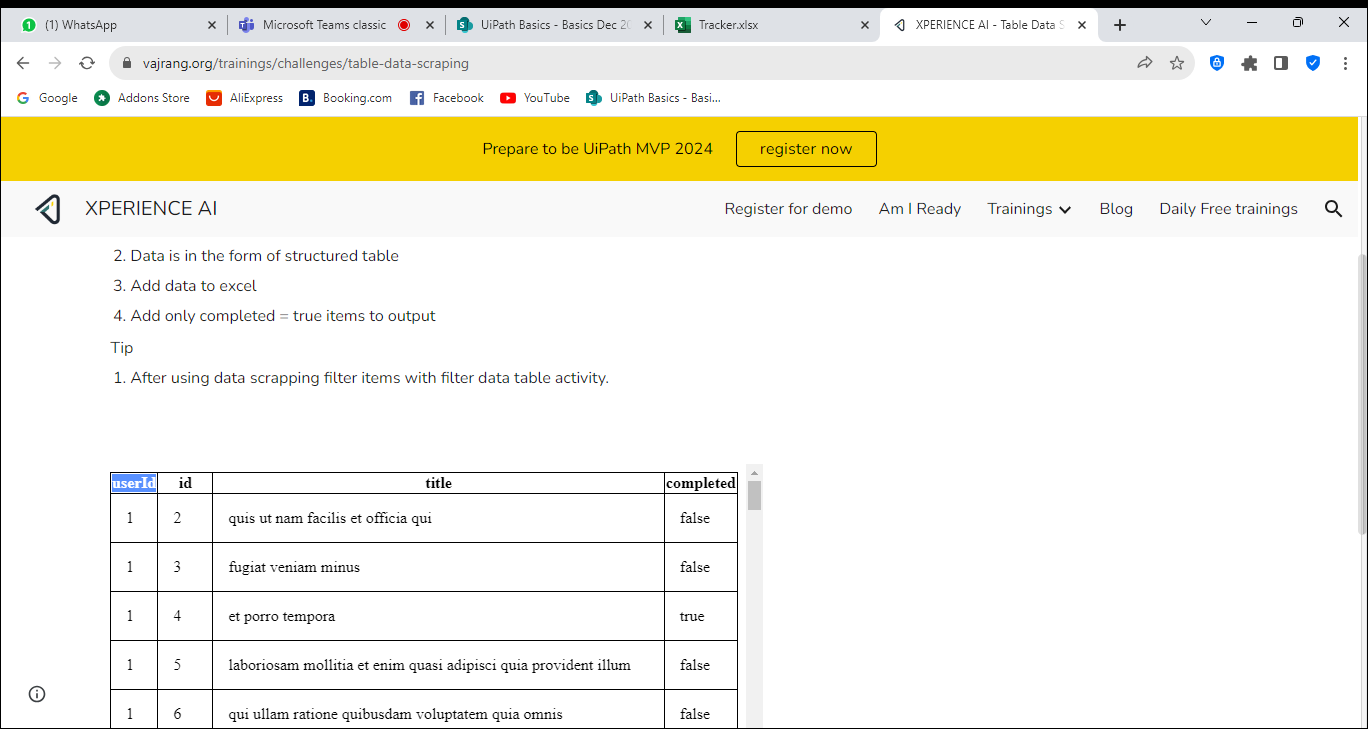 (1) WhatsApp
Microsoft Teams classic
UiPath Basics - Basics Dec 20
Tracker.xlsx
XPERIENCE AI - Table Data S
vajrang.org/trainings/challenges/table-data-scraping
Google Addons Store AliExpress B. Booking.com Facebook YouTube UiPath Basics - Basi...
Prepare to be UiPath MVP 2024 register now
XPERIENCE AI Register for demo Am I Ready Trainings Blog Daily Free trainings
2. Data is in the form of structured table
3. Add data to excel
4. Add only completed = true items to output
Tip
1. After using data scrapping filter items with filter data table activity.
userId id title completed
1 2 quis ut nam facilis et officia qui false
1 3 fugiat veniam minus false
1 4 et porro tempora true
1 5 laboriosam mollitia et enim quasi adipisci quia provident illum false
1 6 qui ullam ratione quibusdam voluptatem quia omnis false